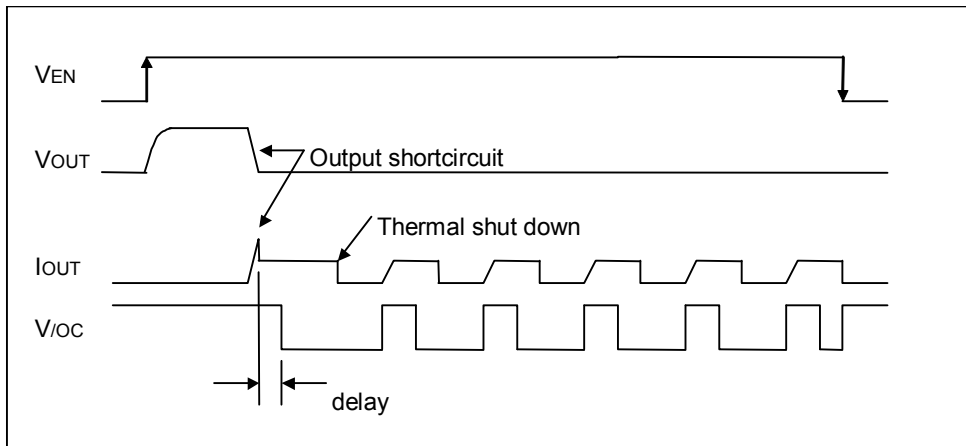 VEN
VOUT
Output shortcircuit
Thermal shut down
IOUT
V/OC
delay